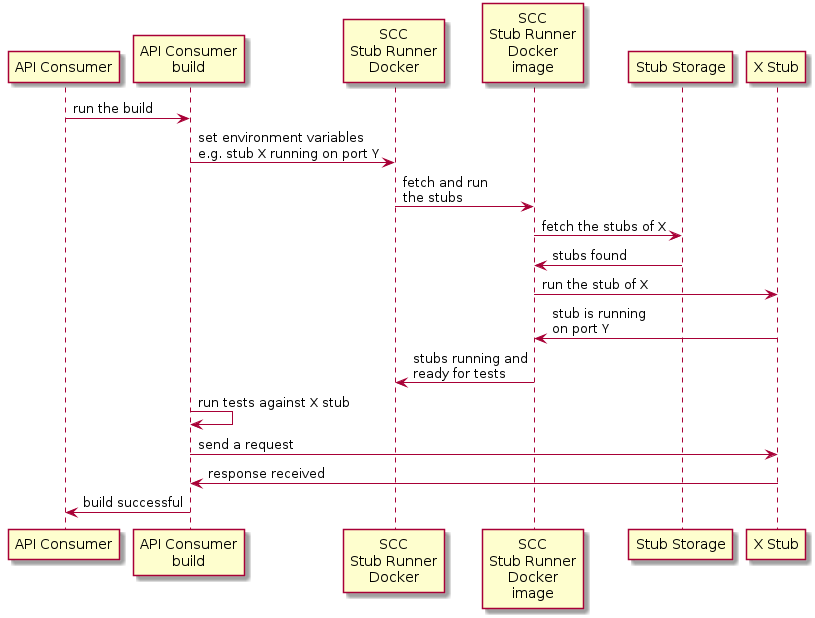 SCC
Stub Runner
Docker
image
SCC
Stub Runner
Docker
API Consumer
build
API Consumer
Stub Storage
X Stub
run the build
set environment variables
e.g. stub X running on port Y
fetch and run
the stubs
fetch the stubs of X
stubs found
run the stub of X
stub is running
on port Y
stubs running and
ready for tests
run tests against X stub
send a request
response received
build successful
API Consumer
API Consumer
build
SCC
Stub Runner
Docker
SCC
Stub Runner
Docker
image
Stub Storage
X Stub